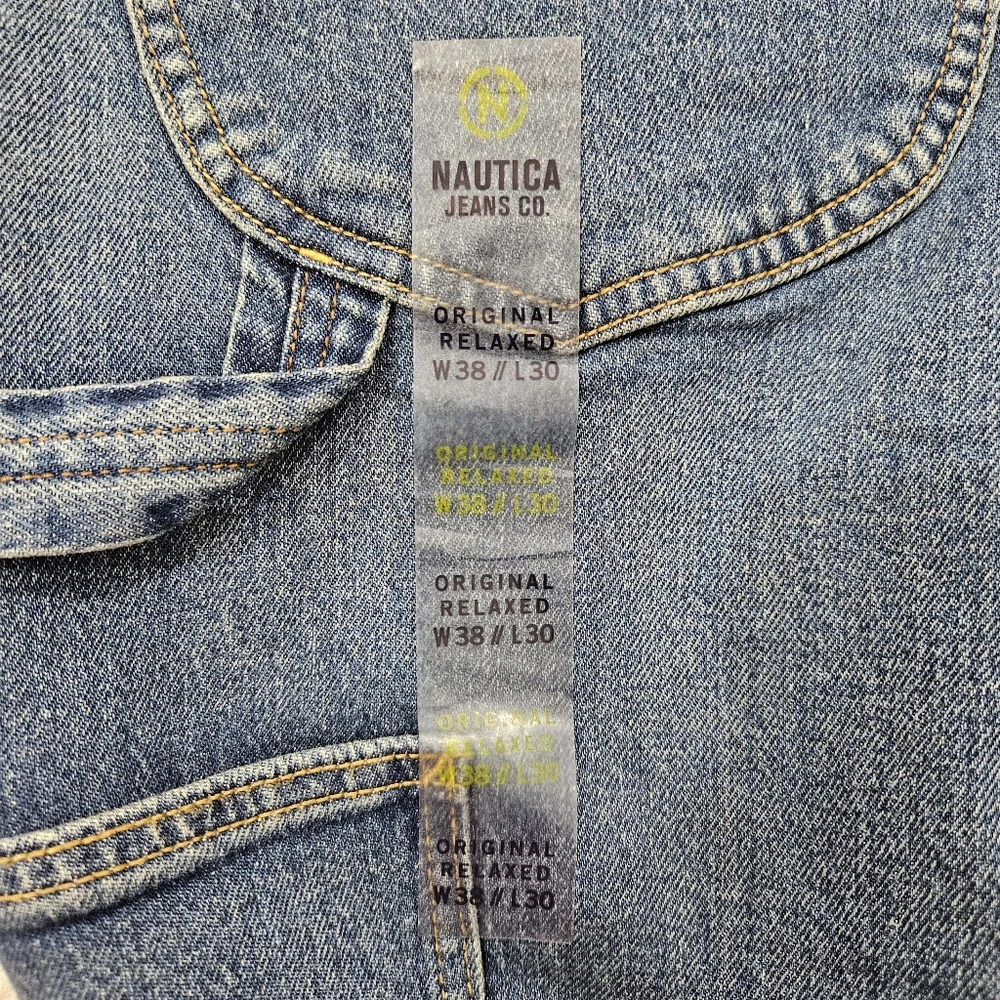 N
NAUTICA
JEANS CO.
ORIGINAL
RELAXED
W38 // L30
ORIGINAL
RELAXED
W38 // L30
ORIGINAL
RELAXED
W38 // L30
ORIGINAL
RELAXED
W38 // L30
ORIGINAL
RELAXED
W38 // L30